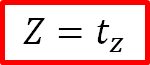 Z = t_z